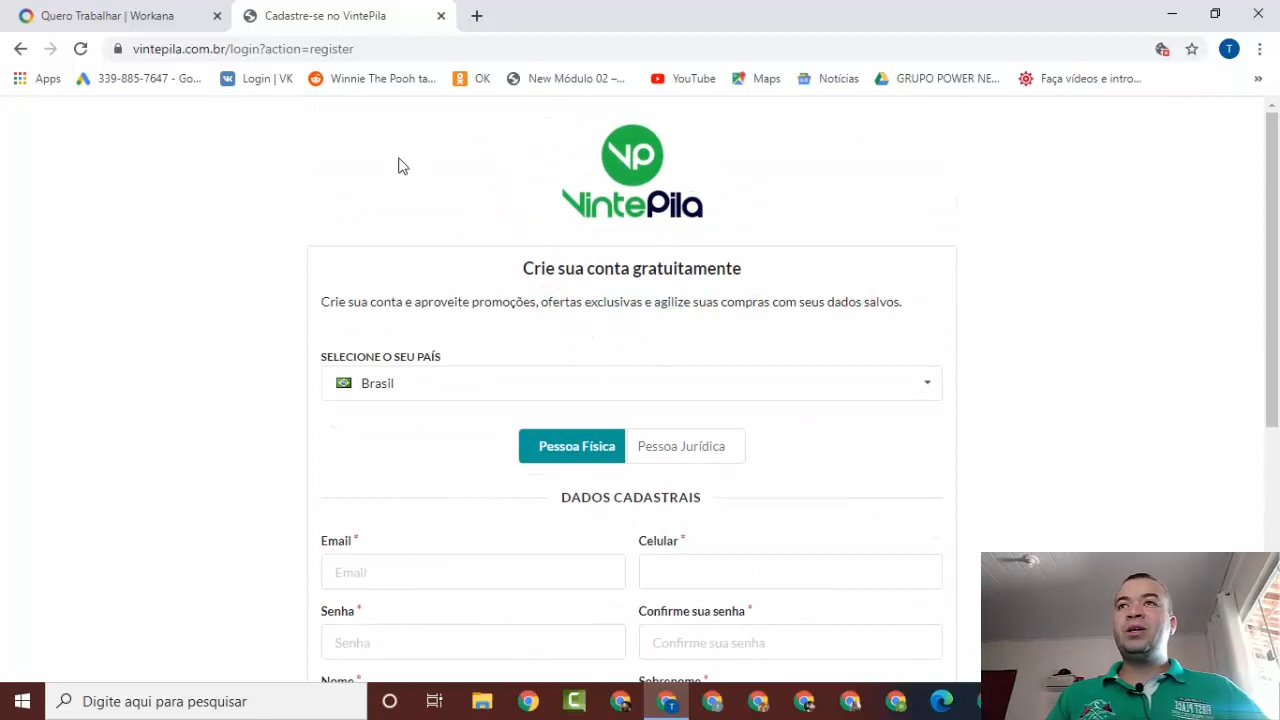 Quero Trabalhar | Workana
Cadastre-se no VintePila
vintepila.com.br/login?action=register
T
Apps
339-885-7647 - Go...
Login | VK
Winnie The Pooh ta...
OK
New Módulo 02 –...
YouTube
Maps
Notícias
GRUPO POWER NE...
Faça vídeos e intro...
»
VP
VintePila
Crie sua conta gratuitamente
Crie sua conta e aproveite promoções, ofertas exclusivas e agilize suas compras com seus dados salvos.
SELECIONE O SEU PAÍS
Brasil
Pessoa Física
Pessoa Jurídica
DADOS CADASTRAIS
Email *
Celular *
Email
Senha *
Confirme sua senha *
Senha
Confirme sua senha
Nome *
Sobrenome *
Digite aqui para pesquisar